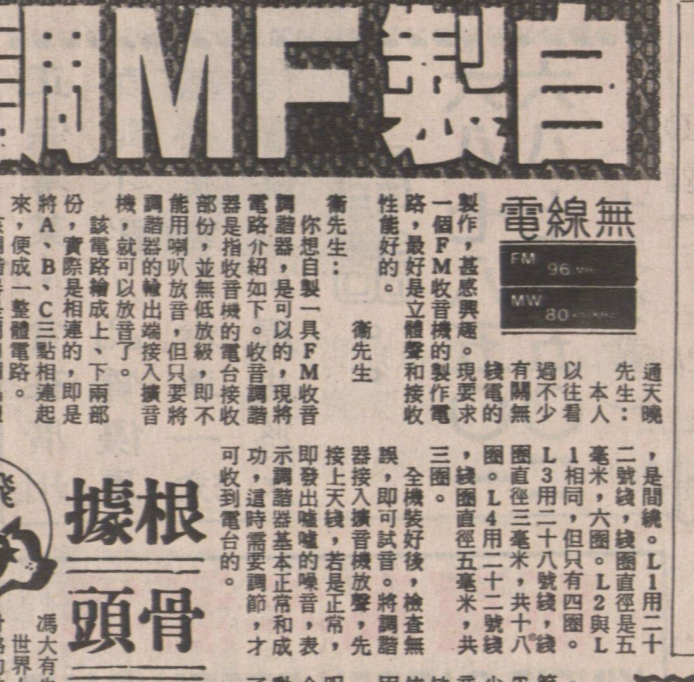 自製FM調
無線電
FM 96
MW 80
通天曉
先生：
本人
以往看
過不少
有關無
綫電的
製作，甚感興趣。現要求
一個FM收音機的製作電
路，最好是立體聲和接收
性能好的。
衞先生
衞先生：
你想自製一具FM收音
調諧器，是可以的，現將
電路介紹如下。收音調諧
器是指收音機的電台接收
部份，並無低放級，即不
能用喇叭放音，但只要將
調諧器的輸出端接入擴音
機，就可以放音了。
該電路繪成上、下兩部
份，實際是相連的，即是
將A、B、C三點相連起
來，便成一整體電路。
，是間繞。L1用二十
二號綫，綫圈直徑是五
毫米，六圈。L2與L
1相同，但只有四圈。
L3用二十八號綫，綫
圈直徑三毫米，共十八
圈。L4用二十二號綫
，綫圈直徑五毫米，共
三圈。
全機裝好後，檢查無
誤，即可試音。將調諧
器接入擴音機放聲，先
接上天綫，若是正常，
即發出嘘嘘的噪音，表
示調諧器基本正常和成
功，這時需要調節，才
可收到電台的。
根據
骨頭
馮大有
世界